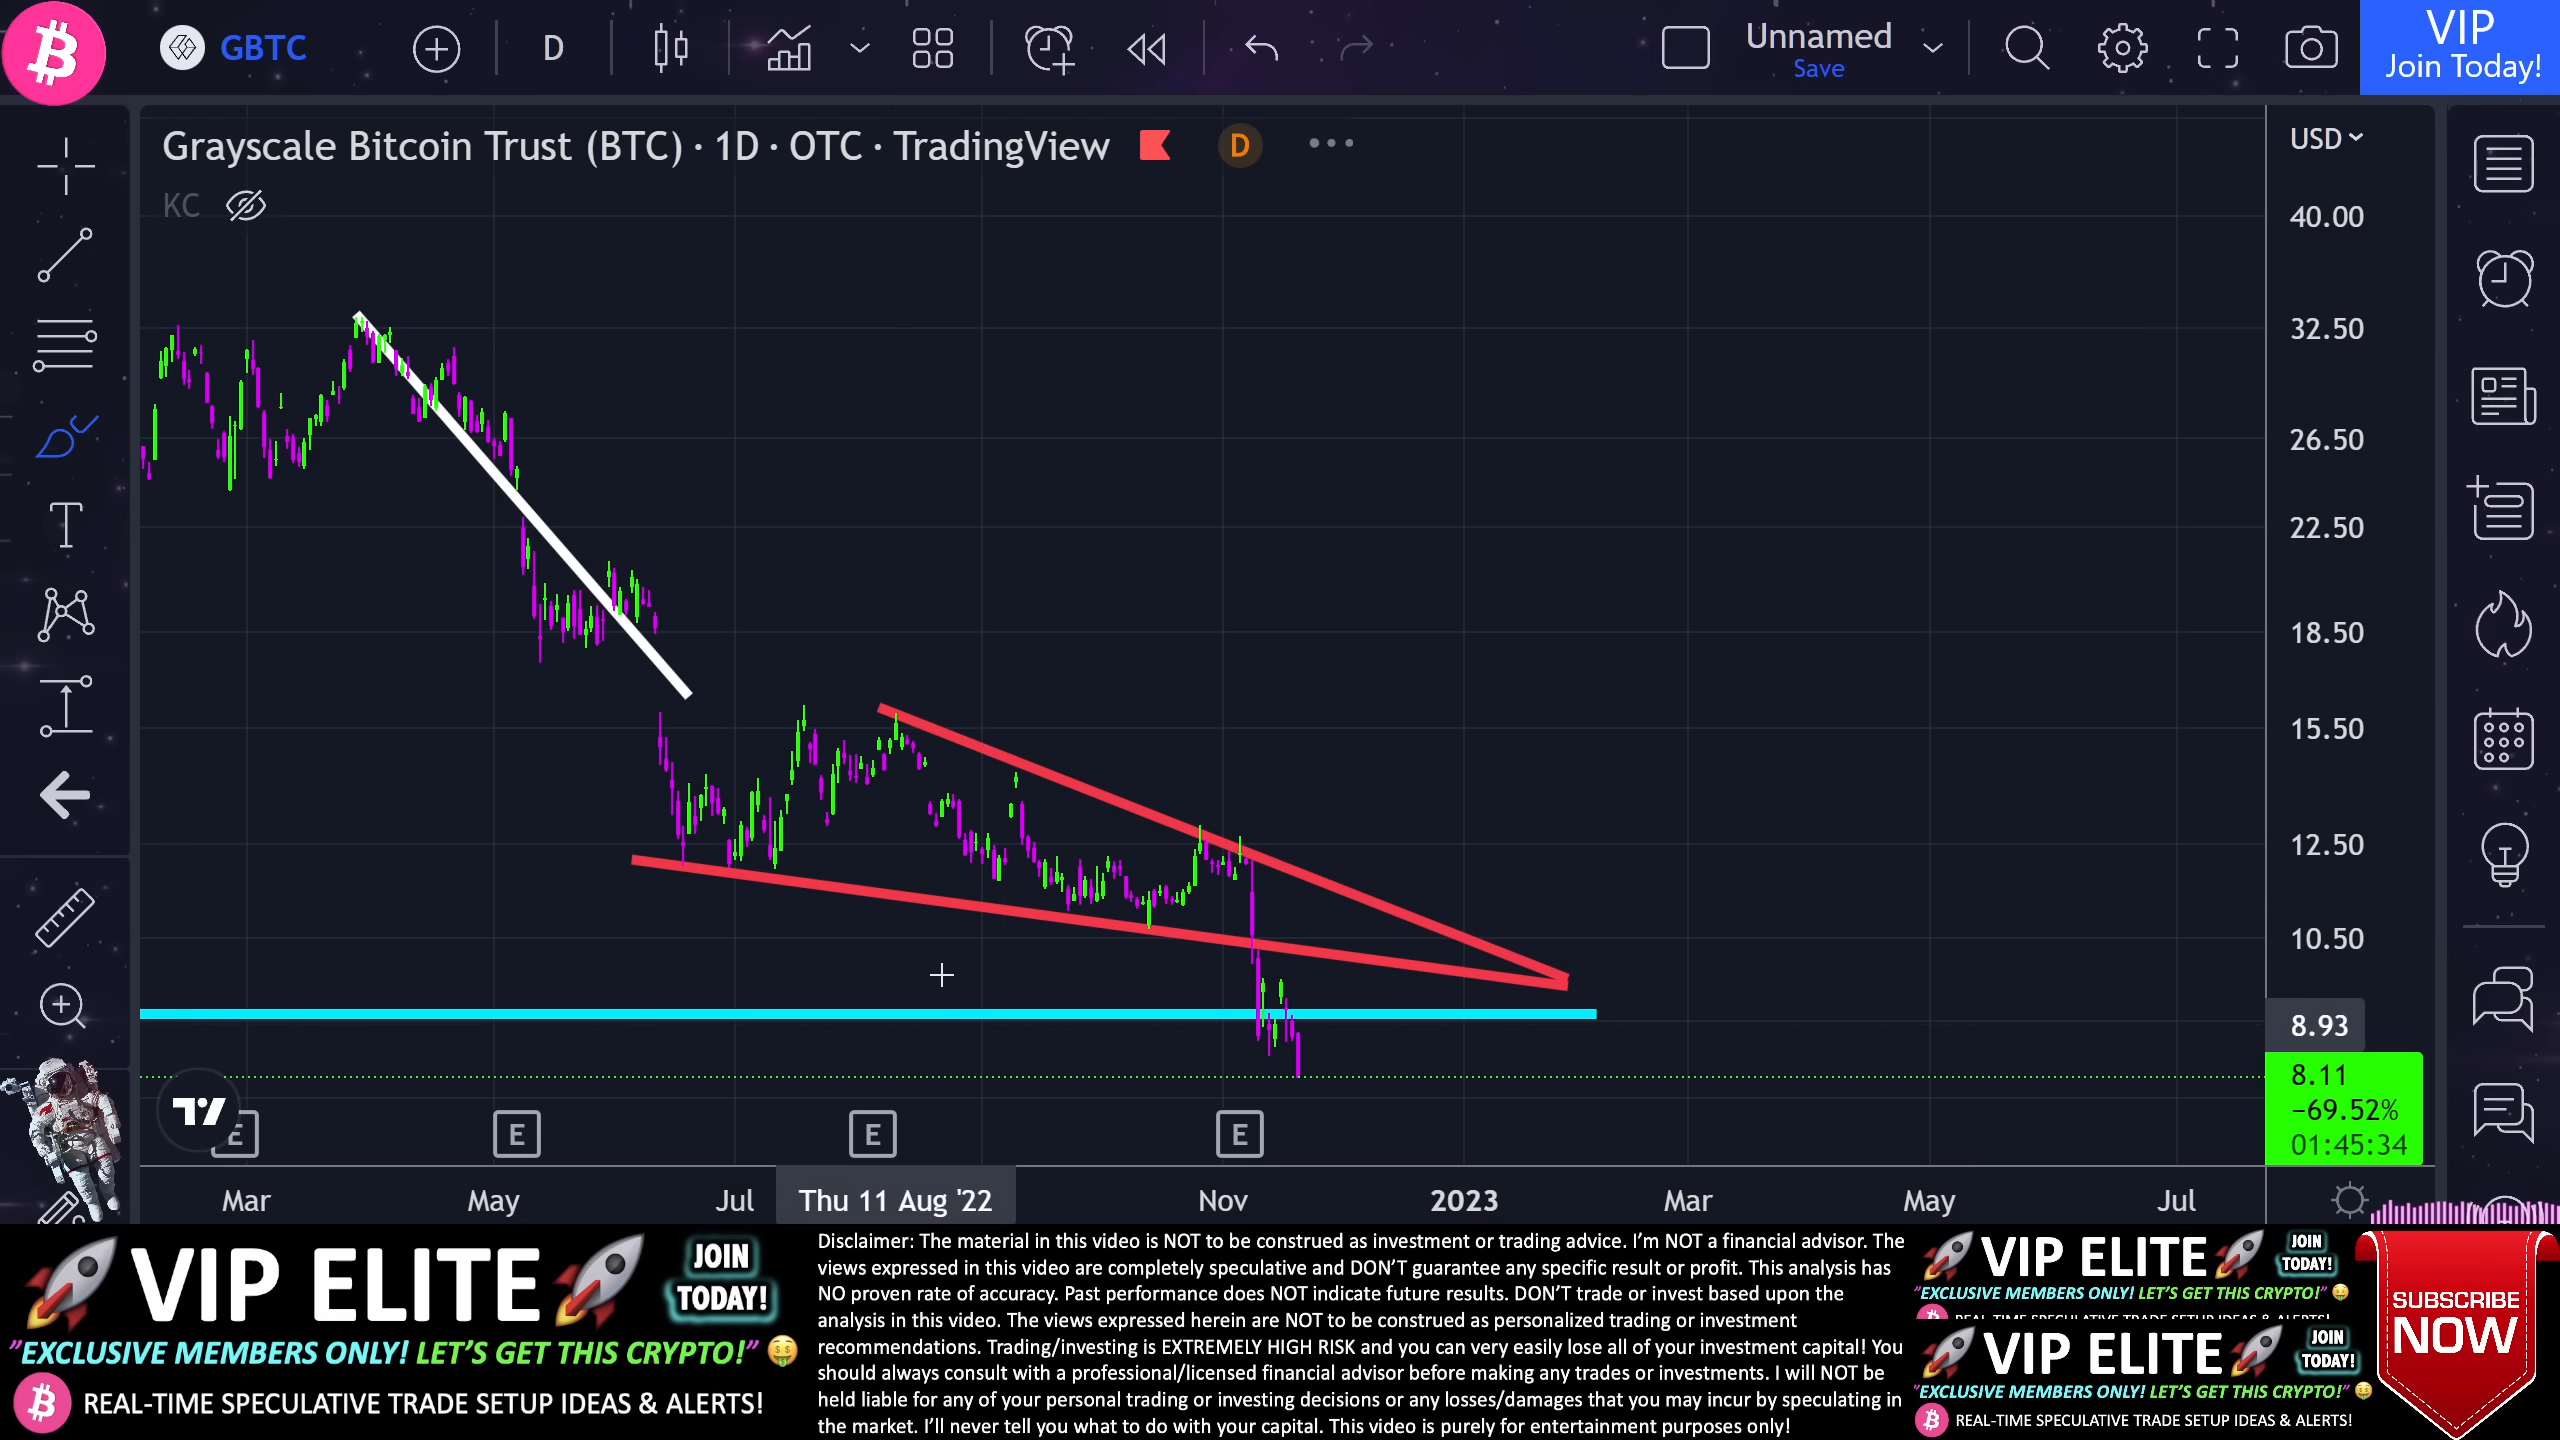 GBTC
D
Unnamed
Save
VIP
Join Today!
Grayscale Bitcoin Trust (BTC) · 1D · OTC · TradingView
D
USD
KC
40.00
32.50
26.50
22.50
18.50
15.50
12.50
10.50
8.93
8.11
−69.52%
01:45:34
E
E
E
E
Mar
May
Jul
Thu 11 Aug '22
Nov
2023
Mar
May
Jul
VIP ELITE
JOIN
TODAY!
"EXCLUSIVE MEMBERS ONLY! LET'S GET THIS CRYPTO!"
REAL-TIME SPECULATIVE TRADE SETUP IDEAS & ALERTS!
Disclaimer: The material in this video is NOT to be construed as investment or trading advice. I'm NOT a financial advisor. The
views expressed in this video are completely speculative and DON'T guarantee any specific result or profit. This analysis has
NO proven rate of accuracy. Past performance does NOT indicate future results. DON'T trade or invest based upon the
analysis in this video. The views expressed herein are NOT to be construed as personalized trading or investment
recommendations. Trading/investing is EXTREMELY HIGH RISK and you can very easily lose all of your investment capital! You
should always consult with a professional/licensed financial advisor before making any trades or investments. I will NOT be
held liable for any of your personal trading or investing decisions or any losses/damages that you may incur by speculating in
the market. I'll never tell you what to do with your capital. This video is purely for entertainment purposes only!
VIP ELITE
JOIN
TODAY!
"EXCLUSIVE MEMBERS ONLY! LET'S GET THIS CRYPTO!"
VIP ELITE
JOIN
TODAY!
"EXCLUSIVE MEMBERS ONLY! LET'S GET THIS CRYPTO!"
REAL-TIME SPECULATIVE TRADE SETUP IDEAS & ALERTS!
SUBSCRIBE
NOW